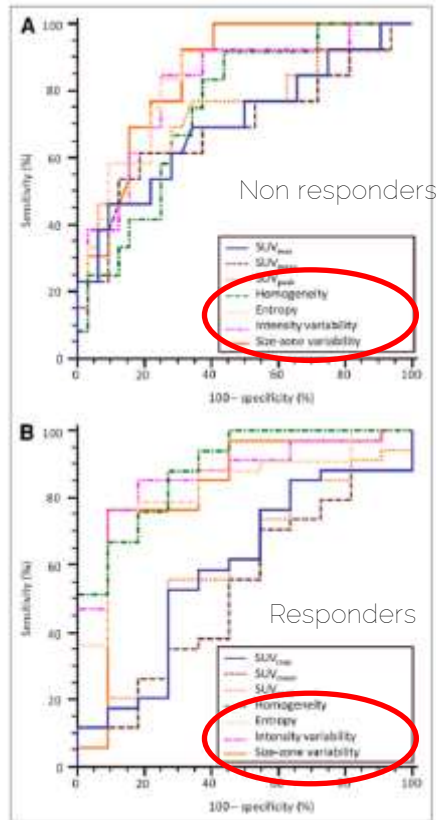 A
100
80
60
40
20
0
Sensitivity (%)
Non responders
SUVmax
SUV
SUVpeak
Homogeneity
Entropy
Intensity variability
Size-zone variability
0 20 40 60 80 100
100 – specificity (%)
B
100
80
60
40
20
0
Sensitivity (%)
Responders
SUVmax
SUVmean
SUV
Homogeneity
Entropy
Intensity variability
Size-zone variability
0 20 40 60 80 100
100 – specificity (%)